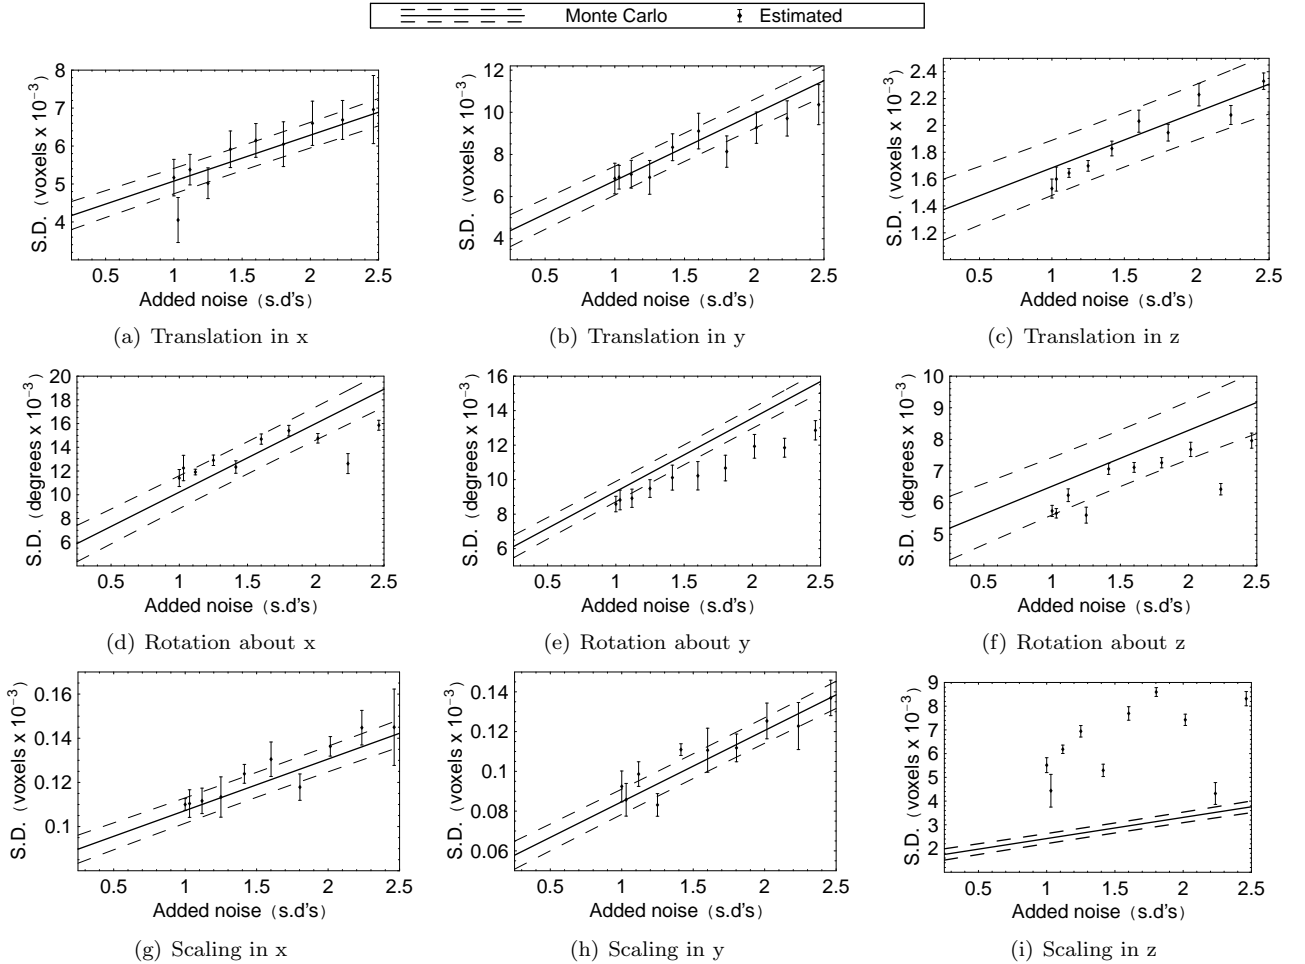 Monte Carlo Estimated
8
7
6
5
4
S.D. (voxels x 10⁻³)
0.5 1 1.5 2 2.5
Added noise (s.d's)
(a) Translation in x
12
10
8
6
4
S.D. (voxels x 10⁻³)
0.5 1 1.5 2 2.5
Added noise (s.d's)
(b) Translation in y
2.4
2.2
2
1.8
1.6
1.4
1.2
S.D. (voxels x 10⁻³)
0.5 1 1.5 2 2.5
Added noise (s.d's)
(c) Translation in z
20
18
16
14
12
10
8
6
S.D. (degrees x 10⁻³)
0.5 1 1.5 2 2.5
Added noise (s.d's)
(d) Rotation about x
16
14
12
10
8
6
S.D. (degrees x 10⁻³)
0.5 1 1.5 2 2.5
Added noise (s.d's)
(e) Rotation about y
10
9
8
7
6
5
S.D. (degrees x 10⁻³)
0.5 1 1.5 2 2.5
Added noise (s.d's)
(f) Rotation about z
0.16
0.14
0.12
0.1
S.D. (voxels x 10⁻³)
0.5 1 1.5 2 2.5
Added noise (s.d's)
(g) Scaling in x
0.14
0.12
0.1
0.08
0.06
S.D. (voxels x 10⁻³)
0.5 1 1.5 2 2.5
Added noise (s.d's)
(h) Scaling in y
9
8
7
6
5
4
3
2
S.D. (voxels x 10⁻³)
0.5 1 1.5 2 2.5
Added noise (s.d's)
(i) Scaling in z